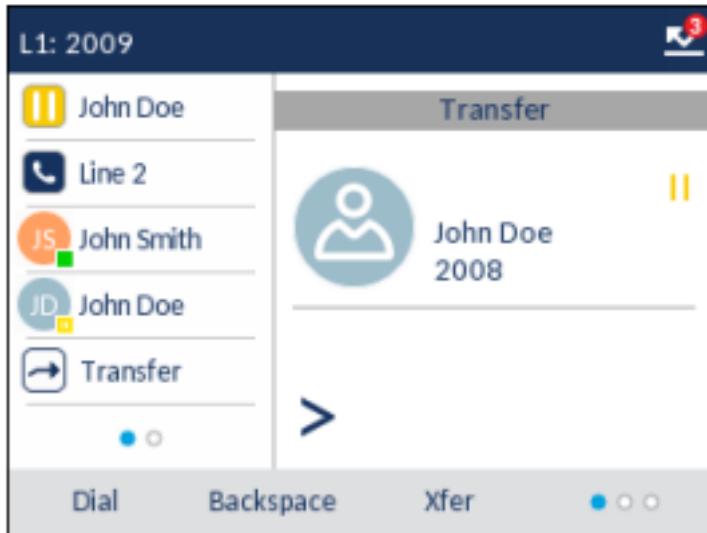 L1: 2009
3
John Doe
Line 2
JS John Smith
JD John Doe
Transfer
Transfer
John Doe
2008
>
Dial Backspace Xfer